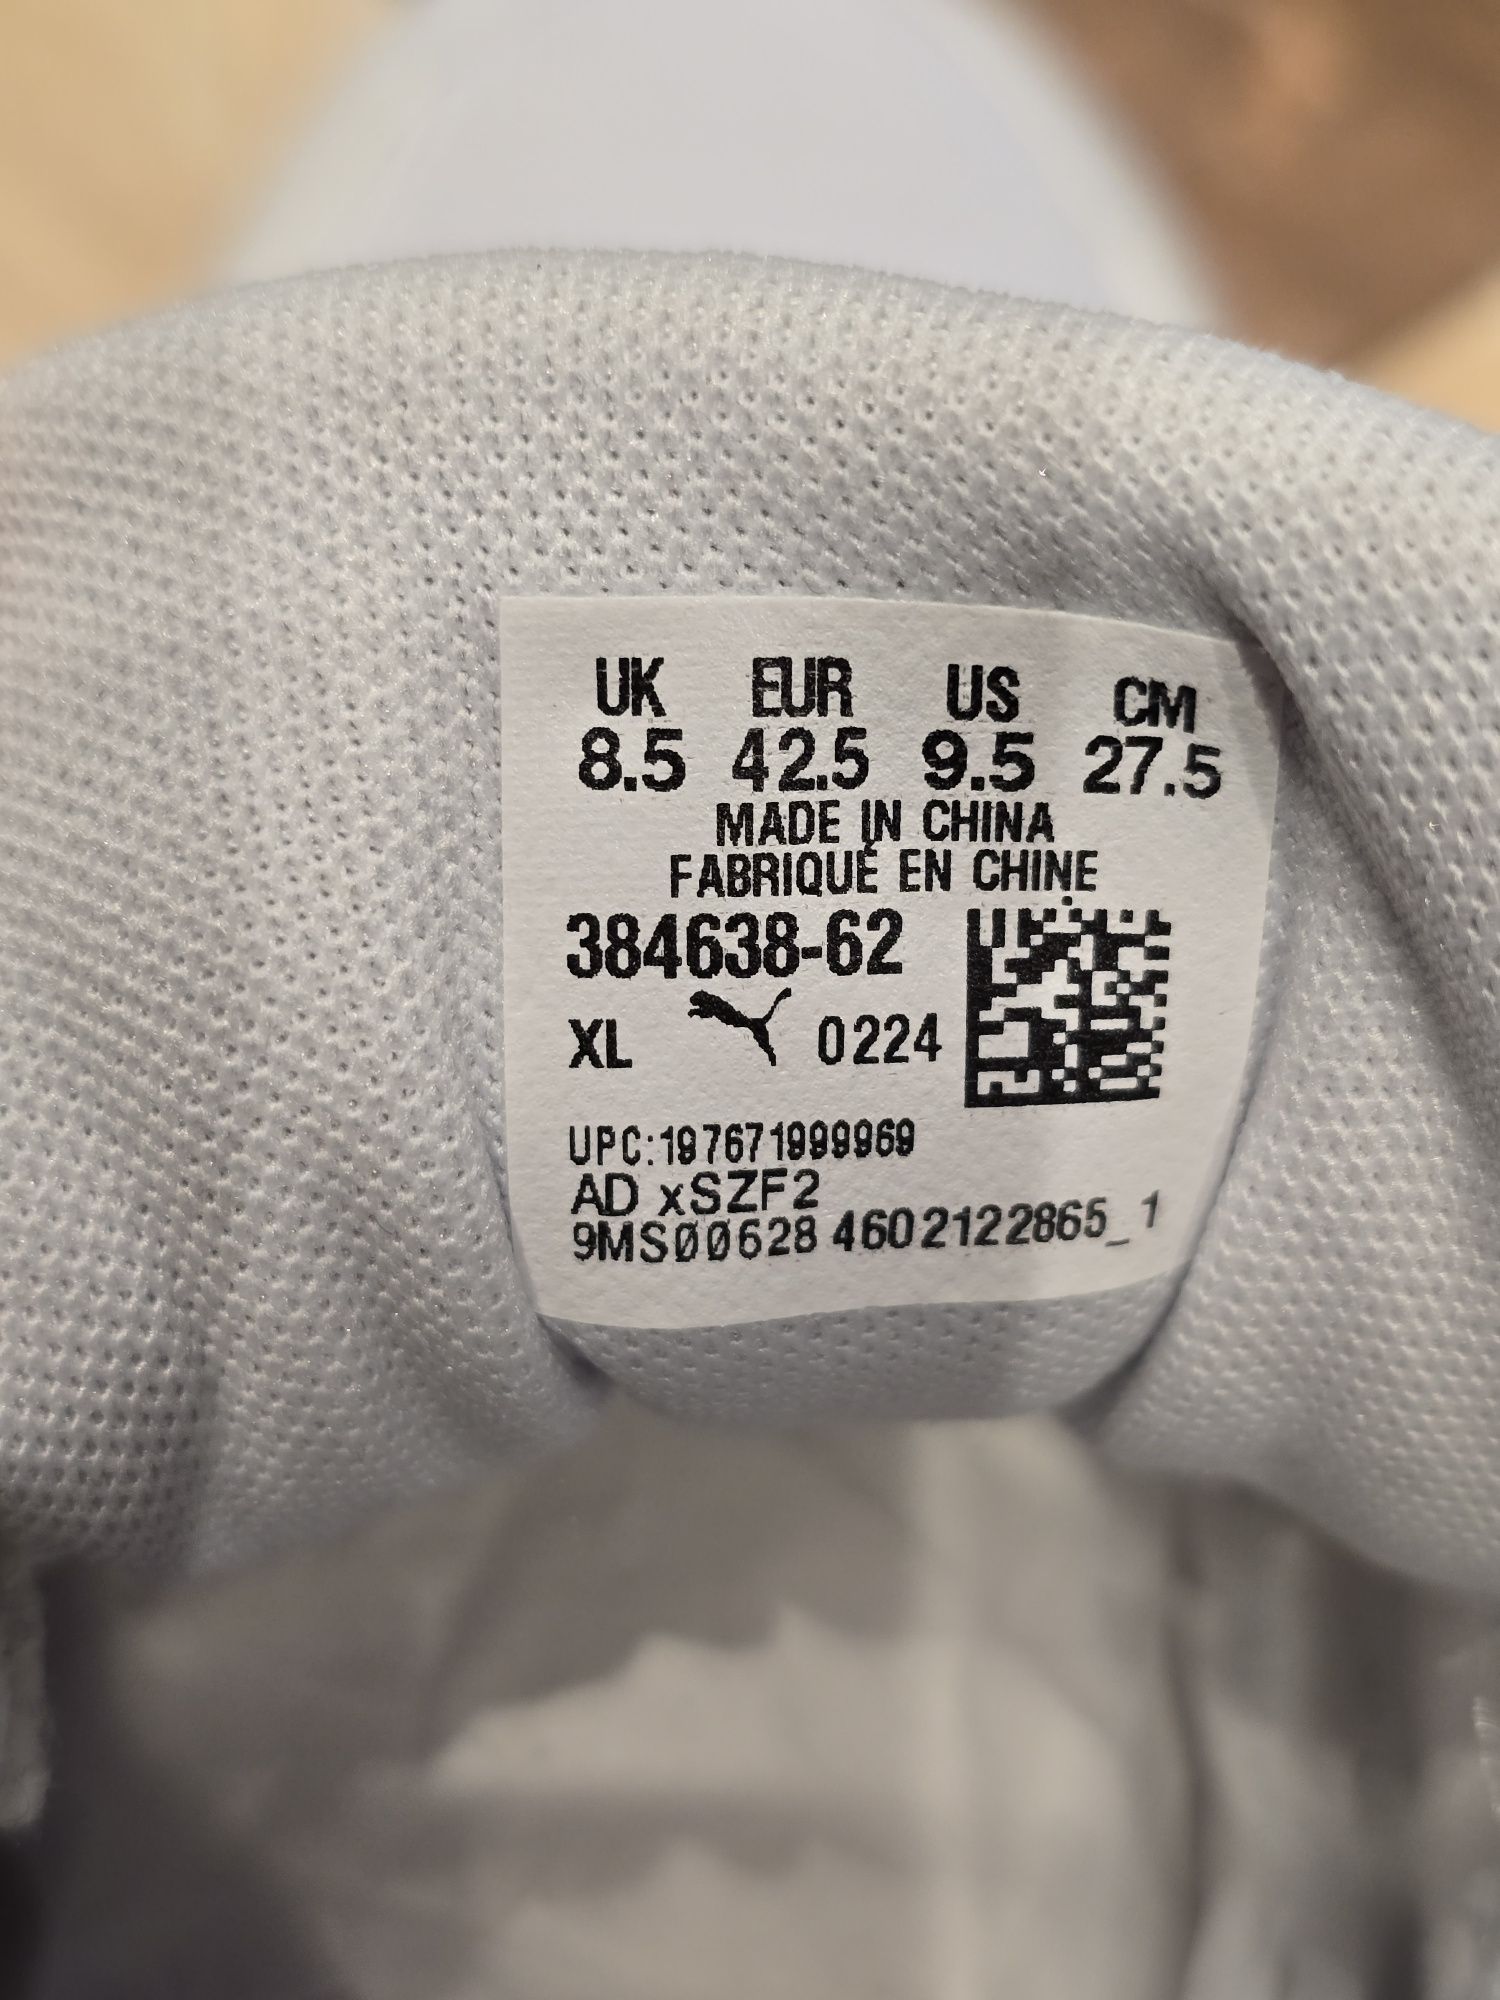 UK EUR US CM
8.5 42.5 9.5 27.5
MADE IN CHINA
FABRIQUÉ EN CHINE
384638-62
XL 0224
UPC:197671999969
AD xSZF2
9MS00628 4602122865_1